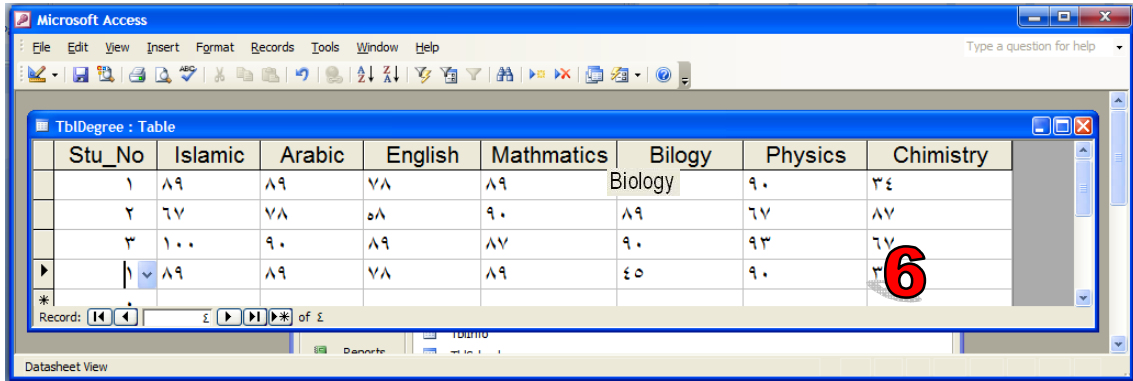 Microsoft Access
File Edit View Insert Format Records Tools Window Help Type a question for help
TblDegree : Table
Stu_No Islamic Arabic English Mathmatics Bilogy Physics Chimistry
١ ٨٩ ٨٩ ٧٨ ٨٩ Biology ٩٠ ٣٤
٢ ٦٧ ٧٨ ٥٨ ٩٠ ٨٩ ٦٧ ٨٧
٣ ١٠٠ ٩٠ ٨٩ ٨٧ ٩٠ ٩٣ ٦٧
١ ٨٩ ٨٩ ٧٨ ٨٩ ٤٥ ٩٠ ٣ 6
Record: ٤ of ٤
Reports
Datasheet View